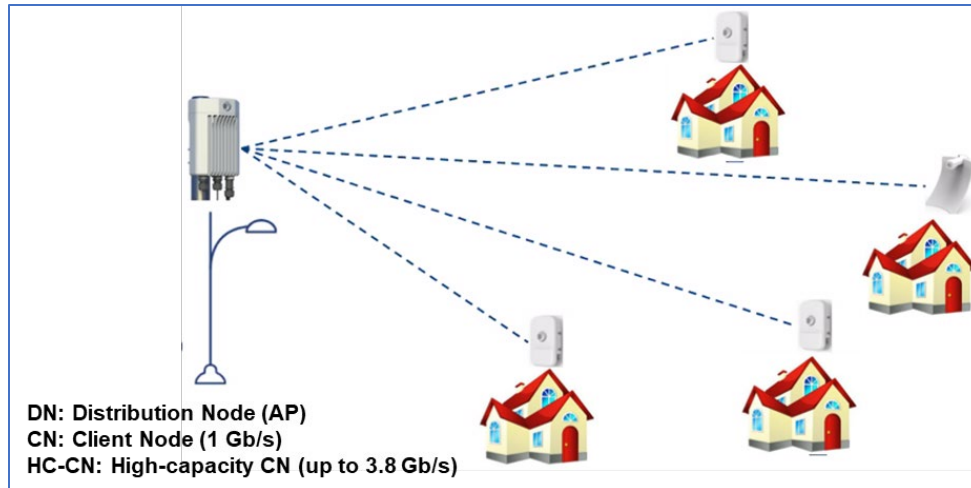 DN: Distribution Node (AP)
CN: Client Node (1 Gb/s)
HC-CN: High-capacity CN (up to 3.8 Gb/s)